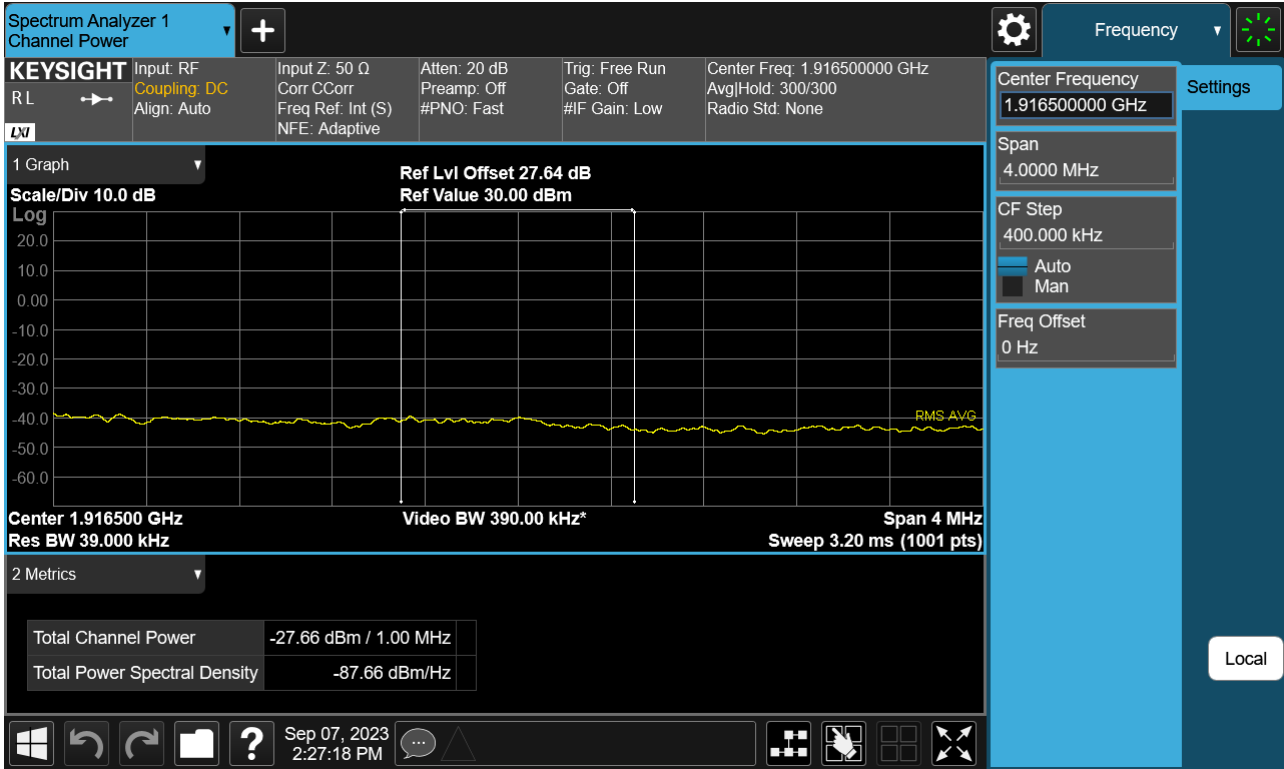 Spectrum Analyzer 1
Channel Power
+
Frequency
KEYSIGHT
R L
LXI
Input: RF
Coupling: DC
Align: Auto
Input Z: 50 Ω
Corr CCorr
Freq Ref: Int (S)
NFE: Adaptive
Atten: 20 dB
Preamp: Off
#PNO: Fast
Trig: Free Run
Gate: Off
#IF Gain: Low
Center Freq: 1.916500000 GHz
Avg|Hold: 300/300
Radio Std: None
Center Frequency
1.916500000 GHz
Settings
Span
4.0000 MHz
CF Step
400.000 kHz
Auto
Man
Freq Offset
0 Hz
1 Graph
Ref Lvl Offset 27.64 dB
Scale/Div 10.0 dB
Ref Value 30.00 dBm
Log
20.0
10.0
0.00
-10.0
-20.0
-30.0
-40.0
-50.0
-60.0
RMS AVG
Center 1.916500 GHz
Video BW 390.00 kHz*
Span 4 MHz
Res BW 39.000 kHz
Sweep 3.20 ms (1001 pts)
2 Metrics
Total Channel Power -27.66 dBm / 1.00 MHz
Total Power Spectral Density -87.66 dBm/Hz
Local
?
Sep 07, 2023
2:27:18 PM